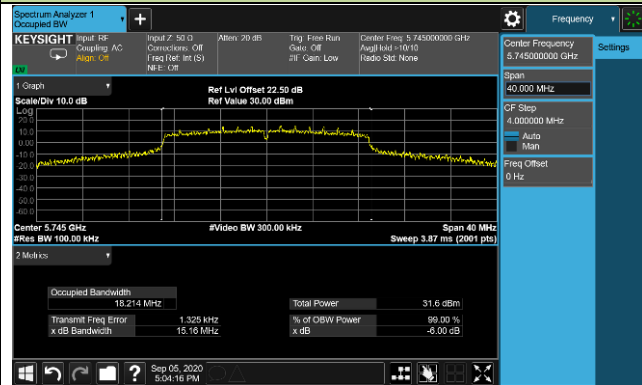 Spectrum Analyzer 1
Occupied BW
+
Frequency
KEYSIGHT
Input: RF
Coupling: AC
Align: Off
Input Z: 50 Ω
Corrections: Off
Freq Ref: Int (S)
NFE: Off
Atten: 20 dB
Trig: Free Run
Gate: Off
#IF Gain: Low
Center Freq: 5.745000000 GHz
Avg|Hold >10/10
Radio Std: None
Center Frequency
5.745000000 GHz
Settings
Span
40.000 MHz
CF Step
4.000000 MHz
Auto
Man
Freq Offset
0 Hz
1 Graph
Scale/Div 10.0 dB
Ref Lvl Offset 22.50 dB
Ref Value 30.00 dBm
Log
20.0
10.0
0.00
-10.0
-20.0
-30.0
-40.0
-50.0
-60.0
Center 5.745 GHz
#Video BW 300.00 kHz
Span 40 MHz
#Res BW 100.00 kHz
Sweep 3.87 ms (2001 pts)
2 Metrics
Occupied Bandwidth
18.214 MHz
Total Power 31.6 dBm
Transmit Freq Error 1.325 kHz
% of OBW Power 99.00 %
x dB Bandwidth 15.16 MHz
x dB -6.00 dB
?
Sep 05, 2020
5:04:16 PM